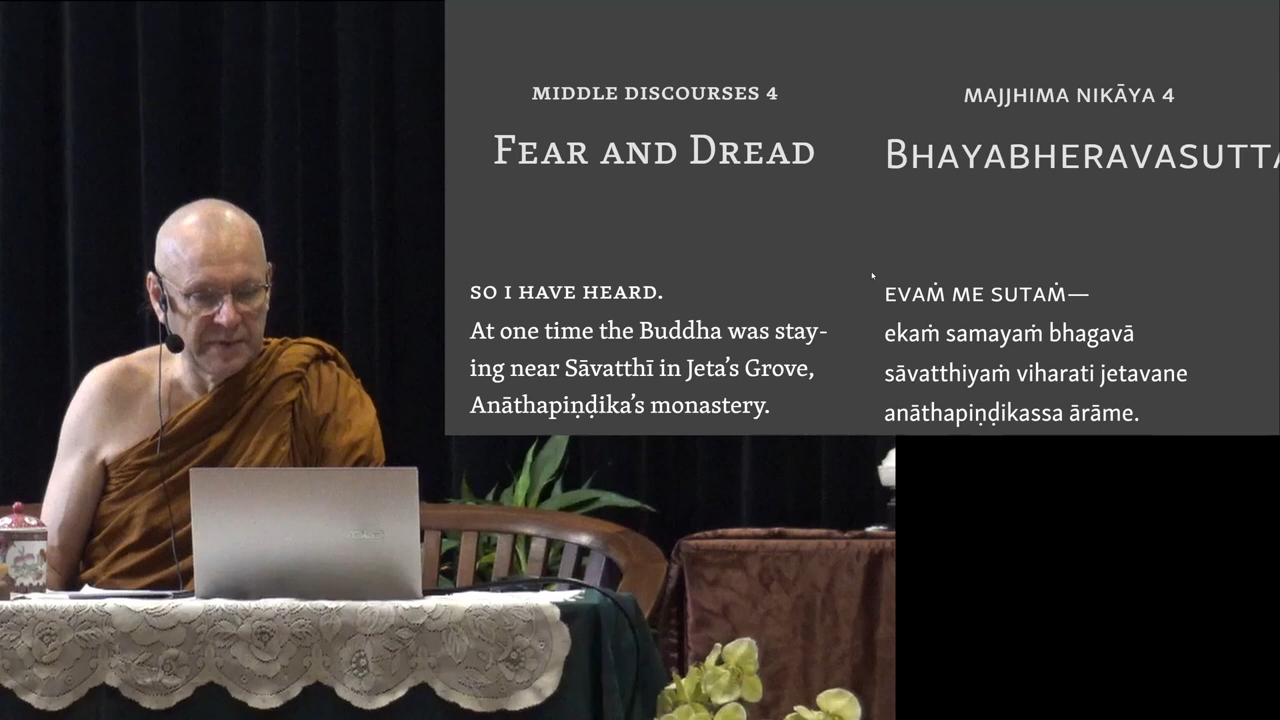 MIDDLE DISCOURSES 4
FEAR AND DREAD
SO I HAVE HEARD.
At one time the Buddha was stay-
ing near Sāvatthī in Jeta’s Grove,
Anāthapiṇḍika’s monastery.
MAJJHIMA NIKĀYA 4
BHAYABHERAVASUTTA
EVAṀ ME SUTAṀ—
ekaṁ samayaṁ bhagavā
sāvatthiyaṁ viharati jetavane
anāthapiṇḍikassa ārāme.